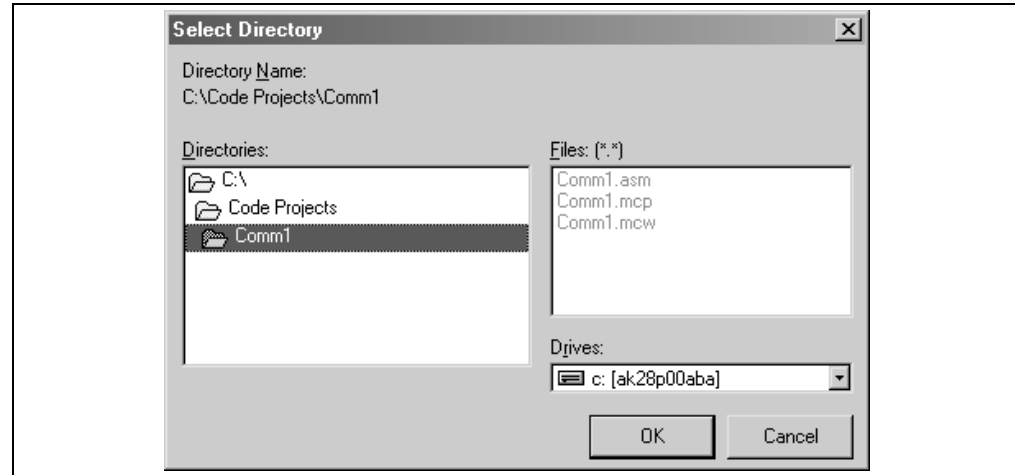 Select Directory
Directory Name:
C:\Code Projects\Comm1
Directories:
C:\
Code Projects
Comm1
Files: (*.*)
Comm1.asm
Comm1.mcp
Comm1.mcw
Drives:
c: [ak28p00aba]
OK
Cancel